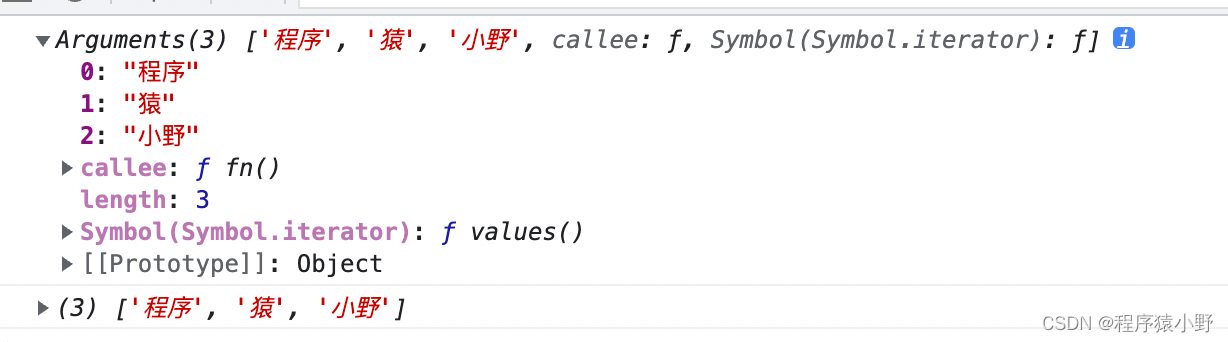 Arguments(3) ['程序', '猿', '小野', callee: ƒ, Symbol(Symbol.iterator): ƒ] i
0: "程序"
1: "猿"
2: "小野"
callee: ƒ fn()
length: 3
Symbol(Symbol.iterator): ƒ values()
[[Prototype]]: Object
(3) ['程序', '猿', '小野']
CSDN @程序猿小野